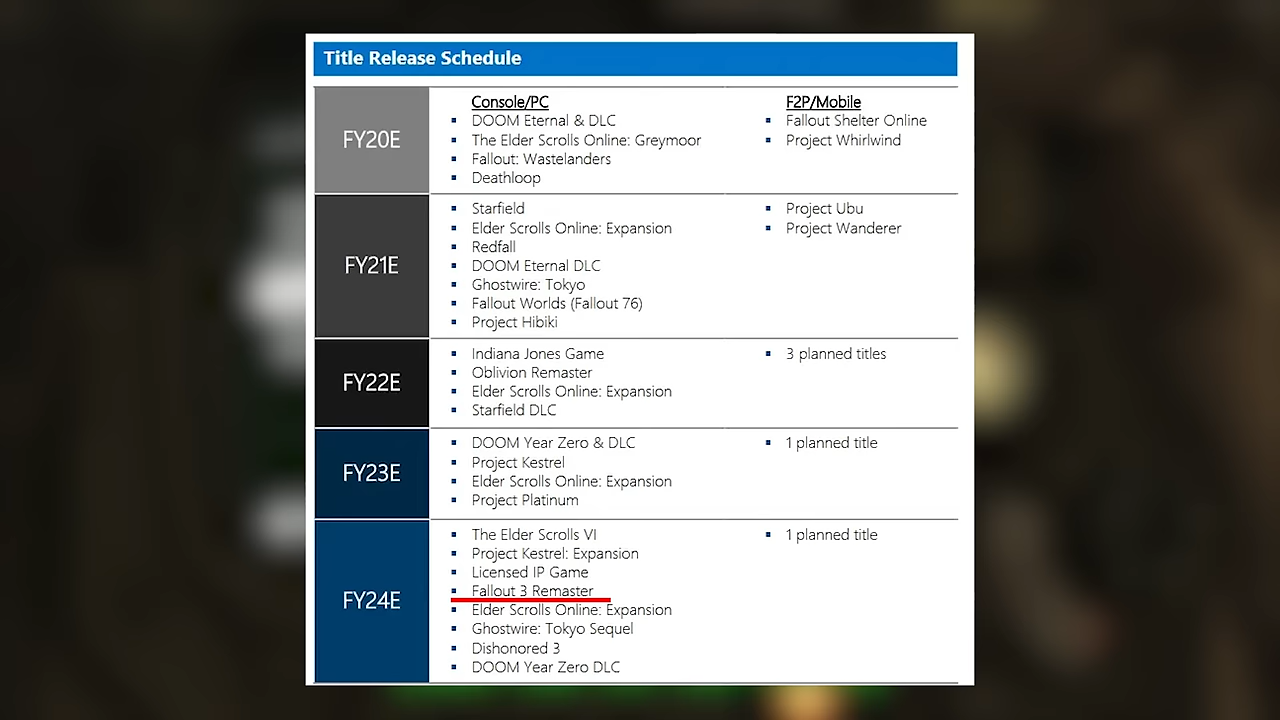 Title Release Schedule
Console/PC
F2P/Mobile
FY20E
DOOM Eternal & DLC
The Elder Scrolls Online: Greymoor
Fallout: Wastelanders
Deathloop
Fallout Shelter Online
Project Whirlwind
FY21E
Starfield
Elder Scrolls Online: Expansion
Redfall
DOOM Eternal DLC
Ghostwire: Tokyo
Fallout Worlds (Fallout 76)
Project Hibiki
Project Ubu
Project Wanderer
FY22E
Indiana Jones Game
Oblivion Remaster
Elder Scrolls Online: Expansion
Starfield DLC
3 planned titles
FY23E
DOOM Year Zero & DLC
Project Kestrel
Elder Scrolls Online: Expansion
Project Platinum
1 planned title
FY24E
The Elder Scrolls VI
Project Kestrel: Expansion
Licensed IP Game
Fallout 3 Remaster
Elder Scrolls Online: Expansion
Ghostwire: Tokyo Sequel
Dishonored 3
DOOM Year Zero DLC
1 planned title